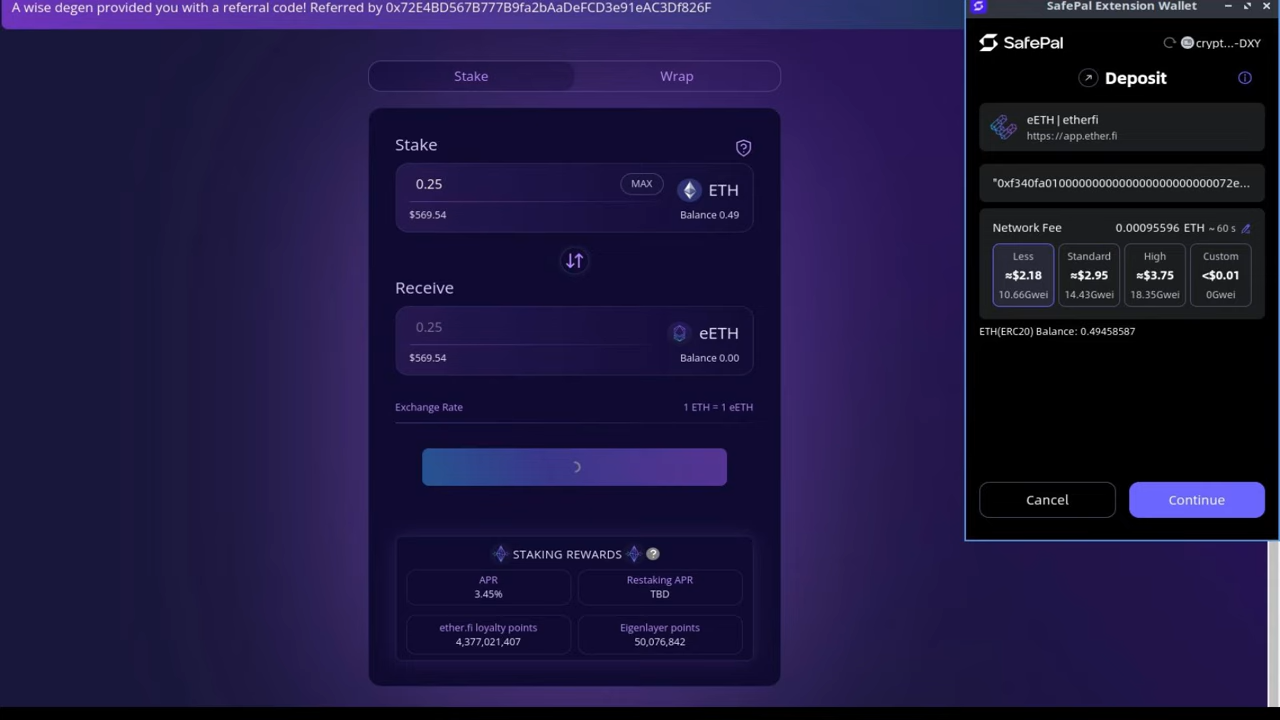 A wise degen provided you with a referral code! Referred by 0x72E4BD567B777B9fa2bAaDeFCD3e91eAC3Df826F
Stake
Wrap
Stake
0.25
MAX
ETH
$569.54
Balance 0.49
Receive
0.25
eETH
$569.54
Balance 0.00
Exchange Rate
1 ETH = 1 eETH
STAKING REWARDS ?
APR
3.45%
Restaking APR
TBD
ether.fi loyalty points
4,377,021,407
Eigenlayer points
50,076,842
SafePal Extension Wallet
SafePal
crypt...-DXY
Deposit
eETH | etherfi
https://app.ether.fi
"0xf340fa0100000000000000000000000072e...
Network Fee
0.00095596 ETH ~ 60 s
Less
≈$2.18
10.66Gwei
Standard
≈$2.95
14.43Gwei
High
≈$3.75
18.35Gwei
Custom
<$0.01
0Gwei
ETH(ERC20) Balance: 0.49458587
Cancel
Continue